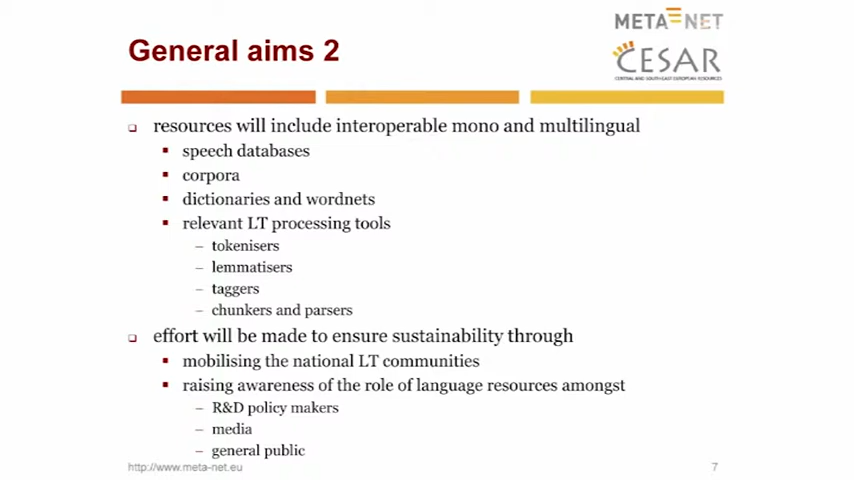 META NET
General aims 2
CESAR
CENTRAL AND SOUTH-EAST EUROPEAN RESOURCES
resources will include interoperable mono and multilingual
speech databases
corpora
dictionaries and wordnets
relevant LT processing tools
– tokenisers
– lemmatisers
– taggers
– chunkers and parsers
effort will be made to ensure sustainability through
mobilising the national LT communities
raising awareness of the role of language resources amongst
– R&D policy makers
– media
– general public
http://www.meta-net.eu
7